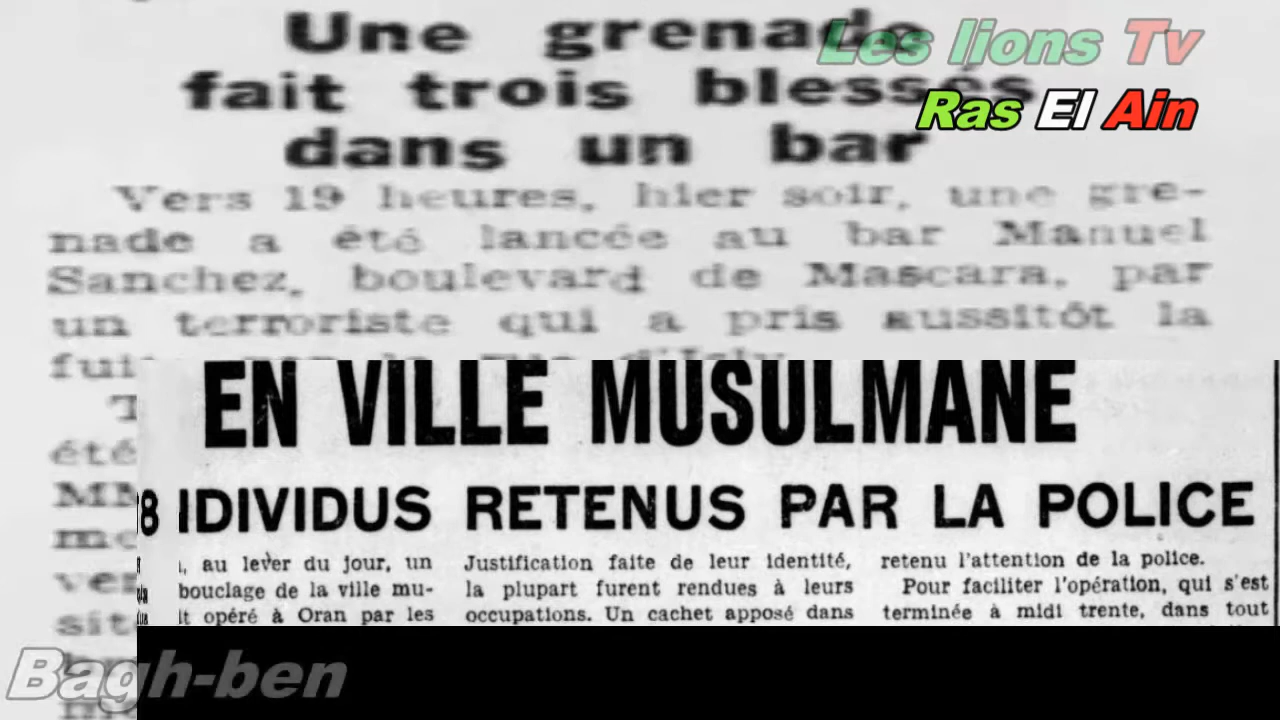 Une grenade
fait trois blessés
dans un bar
Les lions Tv
Ras El Ain
Vers 19 heures, hier soir, une gre-
nade a été lancée au bar Manuel
Sanchez, boulevard de Mascara, par
un terroriste qui a pris aussitôt la
EN VILLE MUSULMANE
IDIVIDUS RETENUS PAR LA POLICE
au lever du jour, un
bouclage de la ville mu-
opéré à Oran par les
Justification faite de leur identité,
la plupart furent rendues à leurs
occupations. Un cachet apposé dans
retenu l'attention de la police.
Pour faciliter l'opération, qui s'est
terminée à midi trente, dans tout
été
Bagh-ben